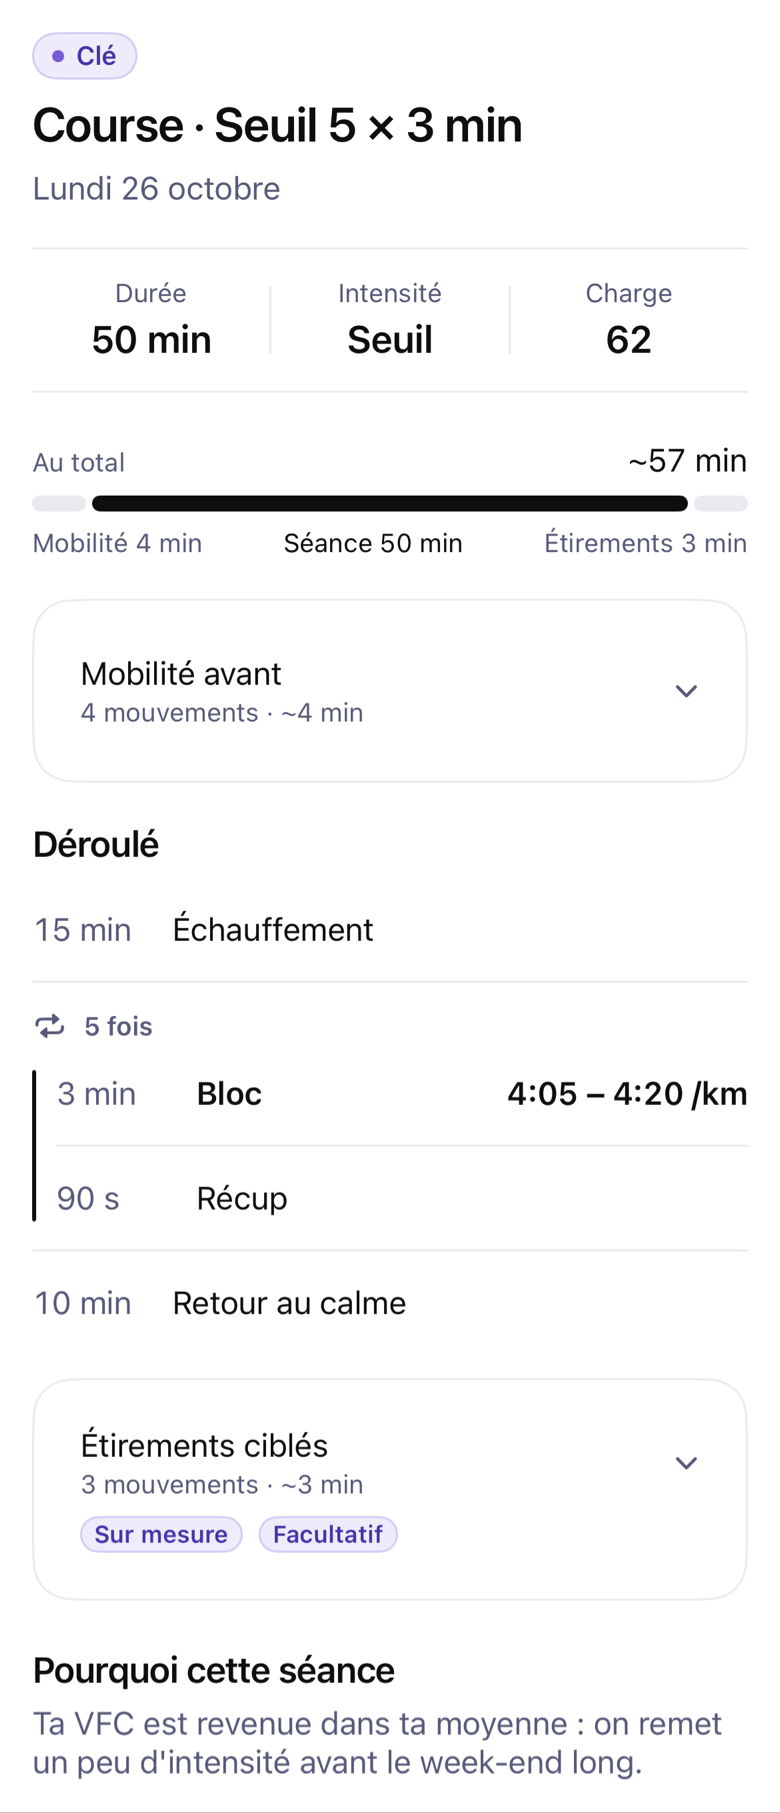 Clé
Course · Seuil 5 × 3 min
Lundi 26 octobre
Durée
50 min
Intensité
Seuil
Charge
62
Au total
~57 min
Mobilité 4 min
Séance 50 min
Étirements 3 min
Mobilité avant
4 mouvements · ~4 min
Déroulé
15 min Échauffement
5 fois
3 min Bloc 4:05 – 4:20 /km
90 s Récup
10 min Retour au calme
Étirements ciblés
3 mouvements · ~3 min
Sur mesure Facultatif
Pourquoi cette séance
Ta VFC est revenue dans ta moyenne : on remet
un peu d'intensité avant le week-end long.